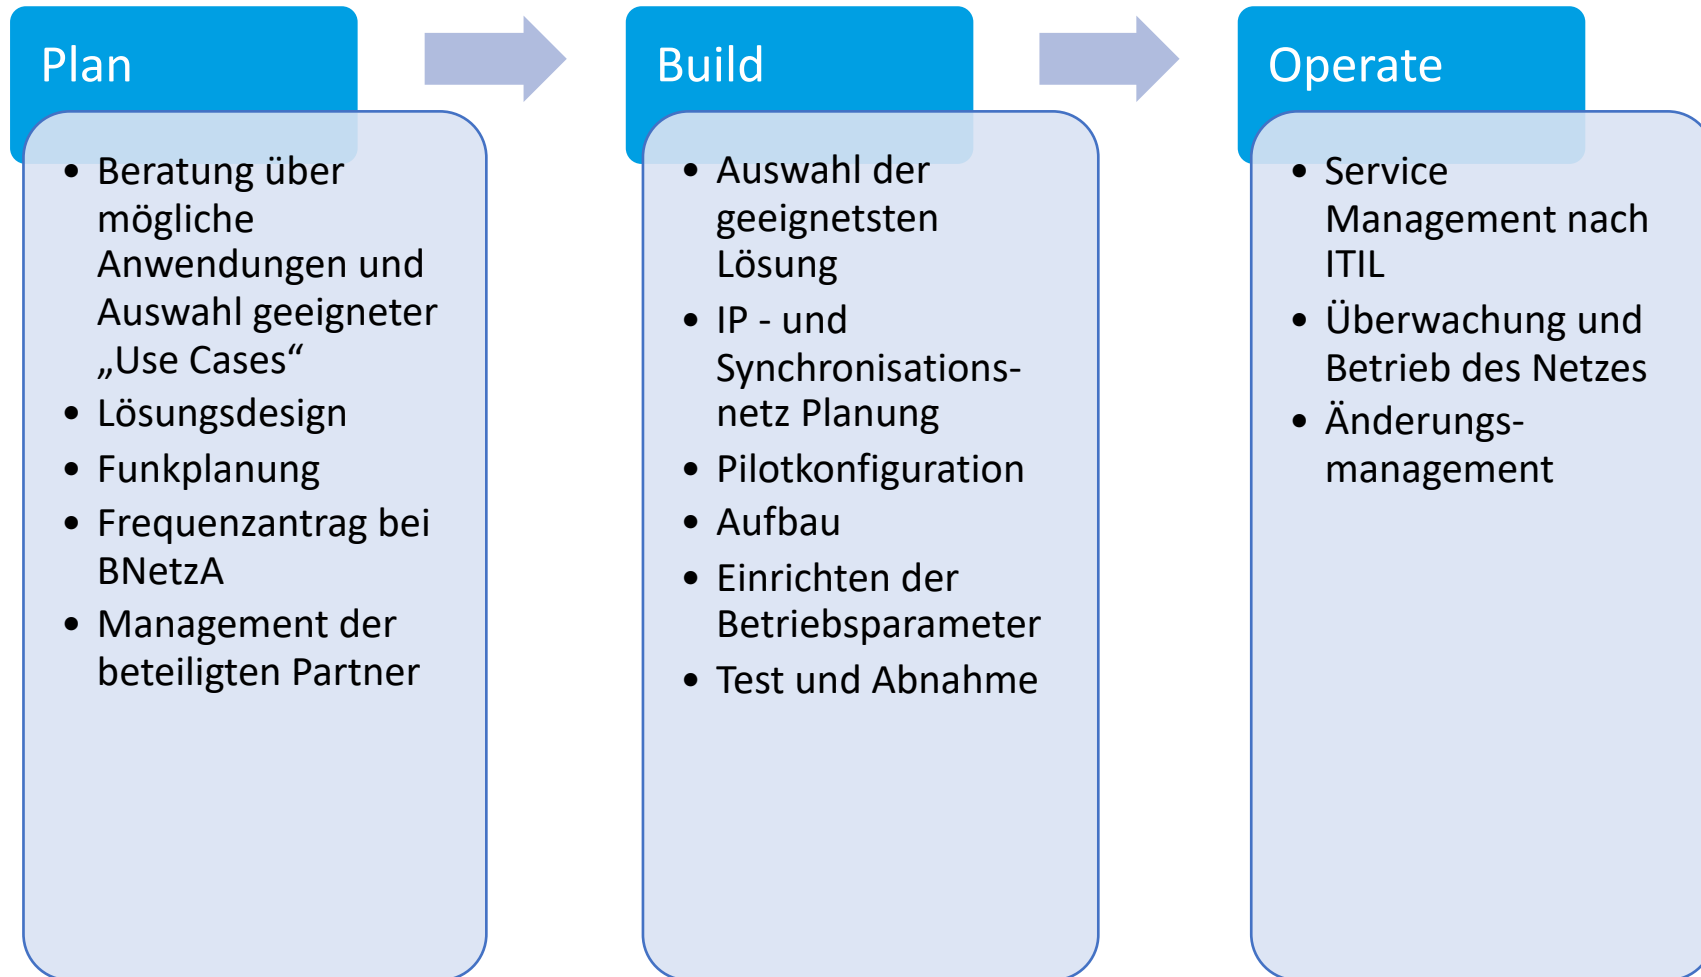 Plan
• Beratung über
mögliche
Anwendungen und
Auswahl geeigneter
„Use Cases“
• Lösungsdesign
• Funkplanung
• Frequenzantrag bei
BNetzA
• Management der
beteiligten Partner
Build
• Auswahl der
geeignetsten
Lösung
• IP - und
Synchronisations-
netz Planung
• Pilotkonfiguration
• Aufbau
• Einrichten der
Betriebsparameter
• Test und Abnahme
Operate
• Service
Management nach
ITIL
• Überwachung und
Betrieb des Netzes
• Änderungs-
management